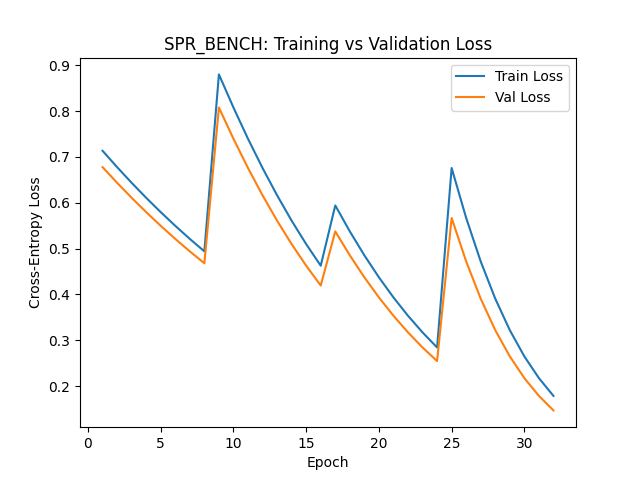 SPR_BENCH: Training vs Validation Loss
Train Loss
Val Loss
Cross-Entropy Loss
0.9
0.8
0.7
0.6
0.5
0.4
0.3
0.2
0 5 10 15 20 25 30
Epoch